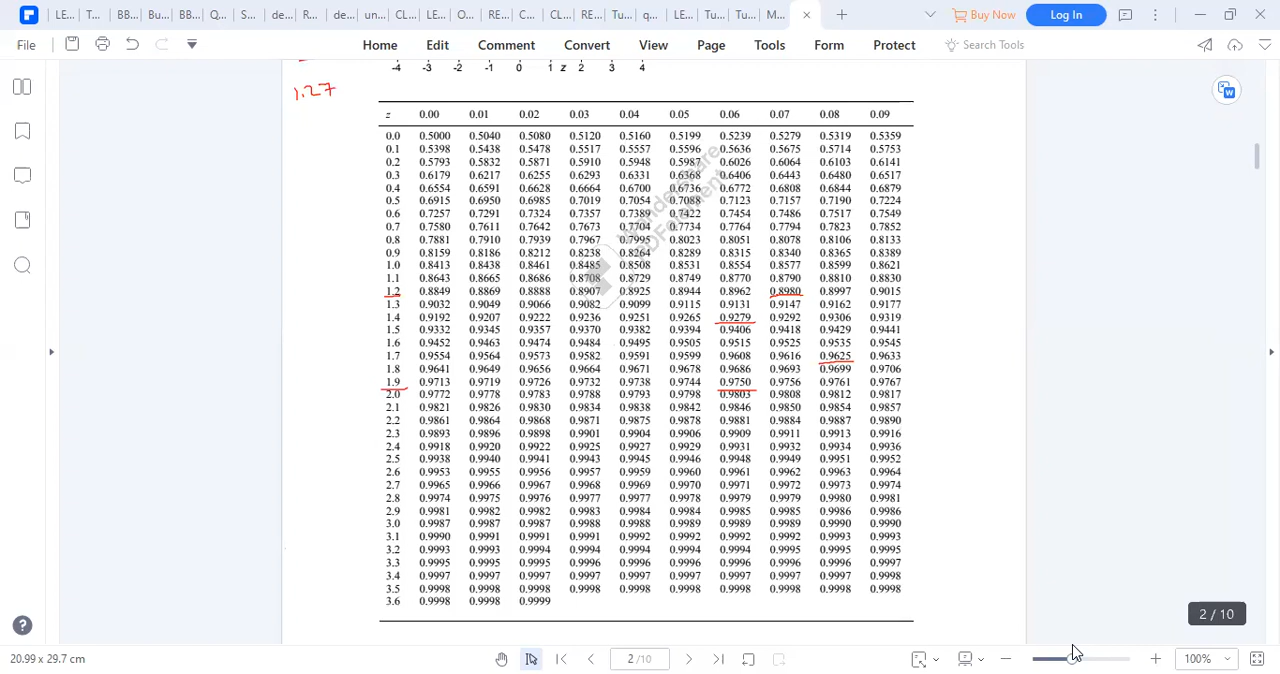 LE... T... BB... Bu... BB... Q... S... de... R... de... un... CL... LE... O... RE... C... CL... RE... Tu... q... LE... Tu... Tu... M... Buy Now Log In
File Home Edit Comment Convert View Page Tools Form Protect Search Tools
-4 -3 -2 -1 0 1 z 2 3 4
1.27
z 0.00 0.01 0.02 0.03 0.04 0.05 0.06 0.07 0.08 0.09
0.0 0.5000 0.5040 0.5080 0.5120 0.5160 0.5199 0.5239 0.5279 0.5319 0.5359
0.1 0.5398 0.5438 0.5478 0.5517 0.5557 0.5596 0.5636 0.5675 0.5714 0.5753
0.2 0.5793 0.5832 0.5871 0.5910 0.5948 0.5987 0.6026 0.6064 0.6103 0.6141
0.3 0.6179 0.6217 0.6255 0.6293 0.6331 0.6368 0.6406 0.6443 0.6480 0.6517
0.4 0.6554 0.6591 0.6628 0.6664 0.6700 0.6736 0.6772 0.6808 0.6844 0.6879
0.5 0.6915 0.6950 0.6985 0.7019 0.7054 0.7088 0.7123 0.7157 0.7190 0.7224
0.6 0.7257 0.7291 0.7324 0.7357 0.7389 0.7422 0.7454 0.7486 0.7517 0.7549
0.7 0.7580 0.7611 0.7642 0.7673 0.7704 0.7734 0.7764 0.7794 0.7823 0.7852
0.8 0.7881 0.7910 0.7939 0.7967 0.7995 0.8023 0.8051 0.8078 0.8106 0.8133
0.9 0.8159 0.8186 0.8212 0.8238 0.8264 0.8289 0.8315 0.8340 0.8365 0.8389
1.0 0.8413 0.8438 0.8461 0.8485 0.8508 0.8531 0.8554 0.8577 0.8599 0.8621
1.1 0.8643 0.8665 0.8686 0.8708 0.8729 0.8749 0.8770 0.8790 0.8810 0.8830
1.2 0.8849 0.8869 0.8888 0.8907 0.8925 0.8944 0.8962 0.8980 0.8997 0.9015
1.3 0.9032 0.9049 0.9066 0.9082 0.9099 0.9115 0.9131 0.9147 0.9162 0.9177
1.4 0.9192 0.9207 0.9222 0.9236 0.9251 0.9265 0.9279 0.9292 0.9306 0.9319
1.5 0.9332 0.9345 0.9357 0.9370 0.9382 0.9394 0.9406 0.9418 0.9429 0.9441
1.6 0.9452 0.9463 0.9474 0.9484 0.9495 0.9505 0.9515 0.9525 0.9535 0.9545
1.7 0.9554 0.9564 0.9573 0.9582 0.9591 0.9599 0.9608 0.9616 0.9625 0.9633
1.8 0.9641 0.9649 0.9656 0.9664 0.9671 0.9678 0.9686 0.9693 0.9699 0.9706
1.9 0.9713 0.9719 0.9726 0.9732 0.9738 0.9744 0.9750 0.9756 0.9761 0.9767
2.0 0.9772 0.9778 0.9783 0.9788 0.9793 0.9798 0.9803 0.9808 0.9812 0.9817
2.1 0.9821 0.9826 0.9830 0.9834 0.9838 0.9842 0.9846 0.9850 0.9854 0.9857
2.2 0.9861 0.9864 0.9868 0.9871 0.9875 0.9878 0.9881 0.9884 0.9887 0.9890
2.3 0.9893 0.9896 0.9898 0.9901 0.9904 0.9906 0.9909 0.9911 0.9913 0.9916
2.4 0.9918 0.9920 0.9922 0.9925 0.9927 0.9929 0.9931 0.9932 0.9934 0.9936
2.5 0.9938 0.9940 0.9941 0.9943 0.9945 0.9946 0.9948 0.9949 0.9951 0.9952
2.6 0.9953 0.9955 0.9956 0.9957 0.9959 0.9960 0.9961 0.9962 0.9963 0.9964
2.7 0.9965 0.9966 0.9967 0.9968 0.9969 0.9970 0.9971 0.9972 0.9973 0.9974
2.8 0.9974 0.9975 0.9976 0.9977 0.9977 0.9978 0.9979 0.9979 0.9980 0.9981
2.9 0.9981 0.9982 0.9982 0.9983 0.9984 0.9984 0.9985 0.9985 0.9986 0.9986
3.0 0.9987 0.9987 0.9987 0.9988 0.9988 0.9989 0.9989 0.9989 0.9990 0.9990
3.1 0.9990 0.9991 0.9991 0.9991 0.9992 0.9992 0.9992 0.9992 0.9993 0.9993
3.2 0.9993 0.9993 0.9994 0.9994 0.9994 0.9994 0.9994 0.9995 0.9995 0.9995
3.3 0.9995 0.9995 0.9995 0.9996 0.9996 0.9996 0.9996 0.9996 0.9996 0.9997
3.4 0.9997 0.9997 0.9997 0.9997 0.9997 0.9997 0.9997 0.9997 0.9997 0.9998
3.5 0.9998 0.9998 0.9998 0.9998 0.9998 0.9998 0.9998 0.9998 0.9998 0.9998
3.6 0.9998 0.9998 0.9999
Wondershare
PDFelement
2 / 10
20.99 x 29.7 cm 2 /10 100%